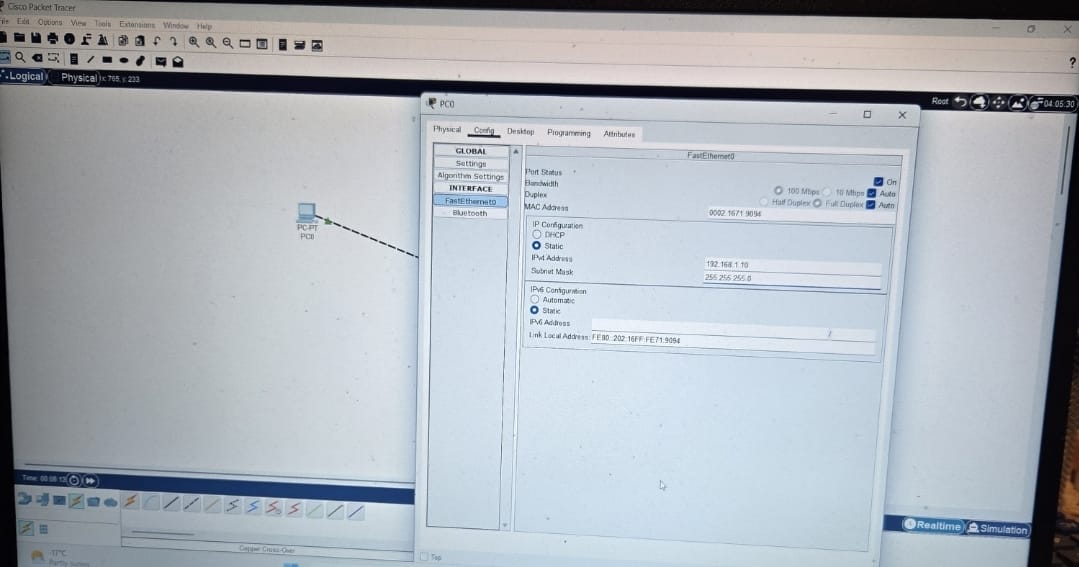 Cisco Packet Tracer
File Edit Options View Tools Extensions Window Help
Logical Physical x: 765, y: 233
Root 04:05:30
PC0
Physical Config Desktop Programming Attributes
GLOBAL
Settings
Algorithm Settings
INTERFACE
FastEthernet0
Bluetooth
FastEthernet0
Port Status On
Bandwidth 100 Mbps 10 Mbps Auto
Duplex Half Duplex Full Duplex Auto
MAC Address 0002.1671.9094
IP Configuration
DHCP
Static
IPv4 Address 192.168.1.10
Subnet Mask 255.255.255.0
IPv6 Configuration
Automatic
Static
IPv6 Address /
Link Local Address: FE80::202:16FF:FE71:9094
PC-PT
PC0
Time: 00:08:13
Realtime Simulation
Copper Cross-Over
Top
17°C
Partly sunny
?